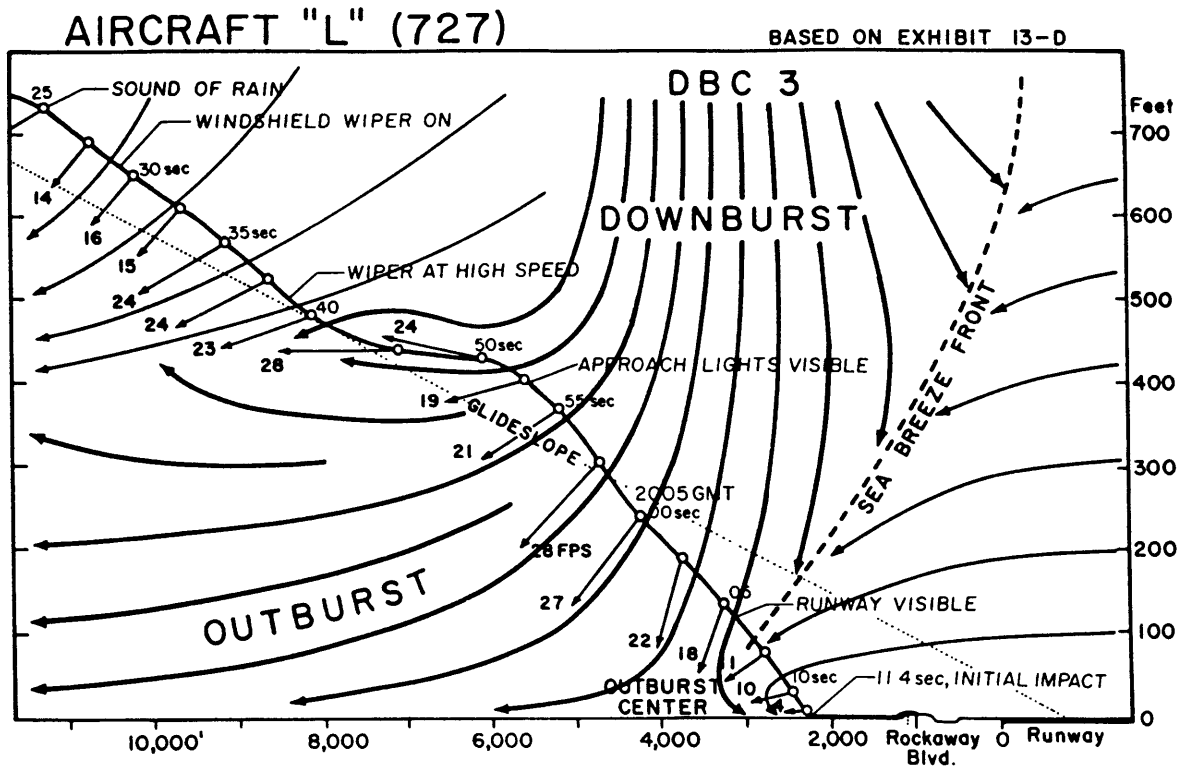 AIRCRAFT "L" (727)
BASED ON EXHIBIT 13-D
DBC 3
Feet
25
SOUND OF RAIN
WINDSHIELD WIPER ON
700
14
30 sec
16
600
DOWNBURST
15
35 sec
24
WIPER AT HIGH SPEED
500
24
40
23
24
50 sec
28
APPROACH LIGHTS VISIBLE
400
19
55 sec
GLIDESLOPE
21
SEA BREEZE FRONT
300
2005 GMT
00 sec
28 FPS
200
OUTBURST
27
05
RUNWAY VISIBLE
22
18
11
100
10 sec
10
OUTBURST
CENTER
4
11 4 sec, INITIAL IMPACT
0
10,000'
8,000
6,000
4,000
2,000
Rockaway
Blvd.
0
Runway